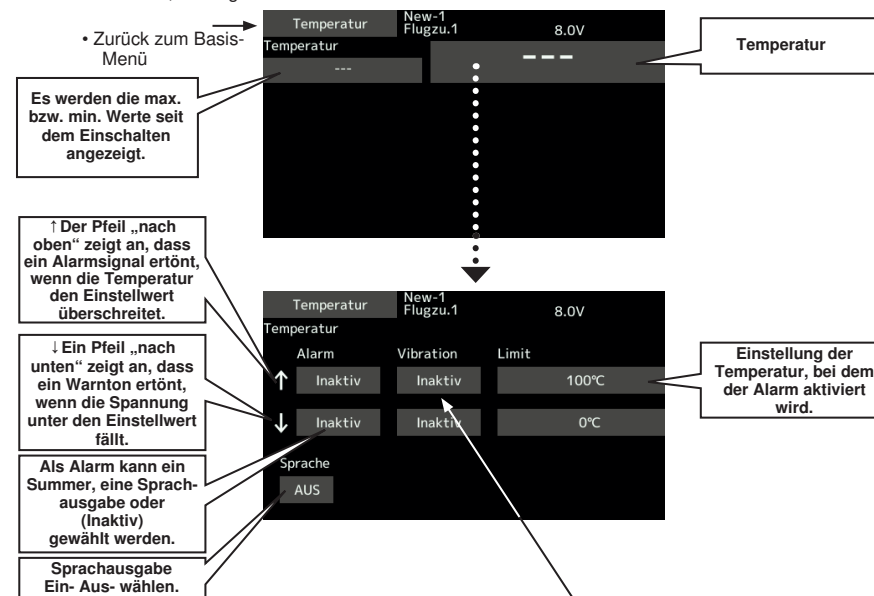 • Zurück zum Basis-
Menü
Temperatur
New-1
Flugzu.1
8.0V
Temperatur
---
---
Temperatur
Es werden die max.
bzw. min. Werte seit
dem Einschalten
angezeigt.
↑Der Pfeil „nach
oben“ zeigt an, dass
ein Alarmsignal ertönt,
wenn die Temperatur
den Einstellwert
überschreitet.
↓Ein Pfeil „nach
unten“ zeigt an, dass
ein Warnton ertönt,
wenn die Spannung
unter den Einstellwert
fällt.
Als Alarm kann ein
Summer, eine Sprach-
ausgabe oder
(Inaktiv)
gewählt werden.
Sprachausgabe
Ein- Aus- wählen.
Temperatur
New-1
Flugzu.1
8.0V
Temperatur
Alarm Vibration Limit
↑ Inaktiv Inaktiv 100℃
↓ Inaktiv Inaktiv 0℃
Sprache
AUS
Einstellung der
Temperatur, bei dem
der Alarm aktiviert
wird.